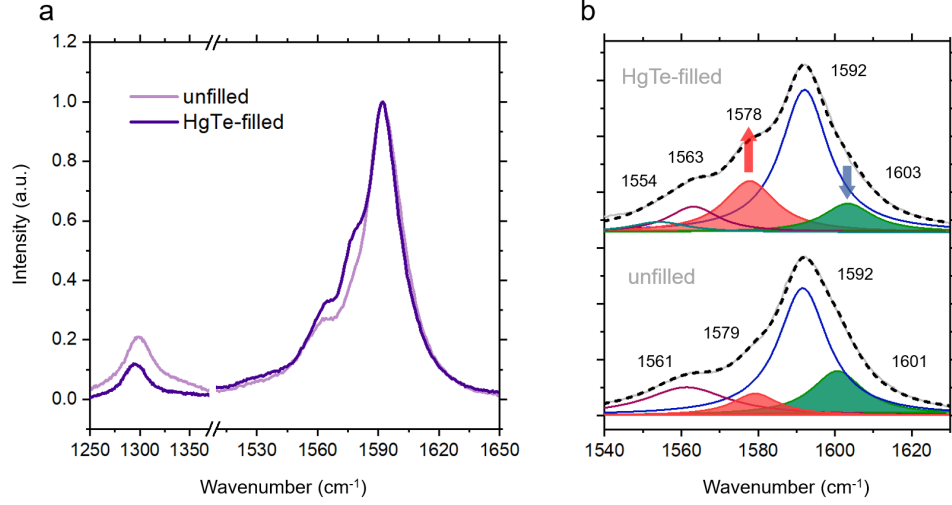 a
1.2
1.0
0.8
0.6
0.4
0.2
0.0
Intensity (a.u.)
unfilled
HgTe-filled
1250 1300 1350 1530 1560 1590 1620 1650
Wavenumber (cm-1)
b
HgTe-filled
1592
1578
1563
1554
1603
unfilled
1592
1579
1561
1601
1540 1560 1580 1600 1620
Wavenumber (cm-1)